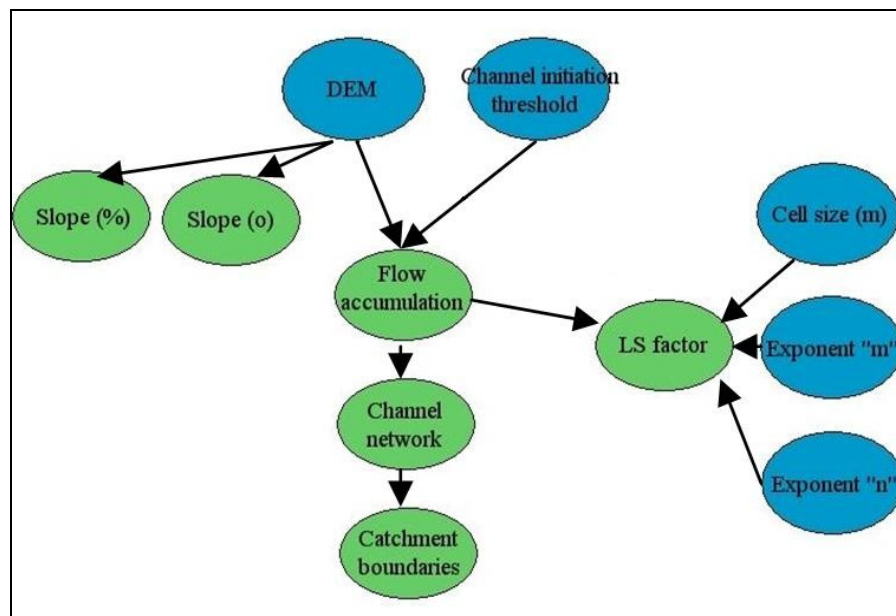 DEM
Channel initiation
threshold
Slope (%)
Slope (o)
Cell size (m)
Flow
accumulation
LS factor
Exponent "m"
Channel
network
Exponent "n"
Catchment
boundaries